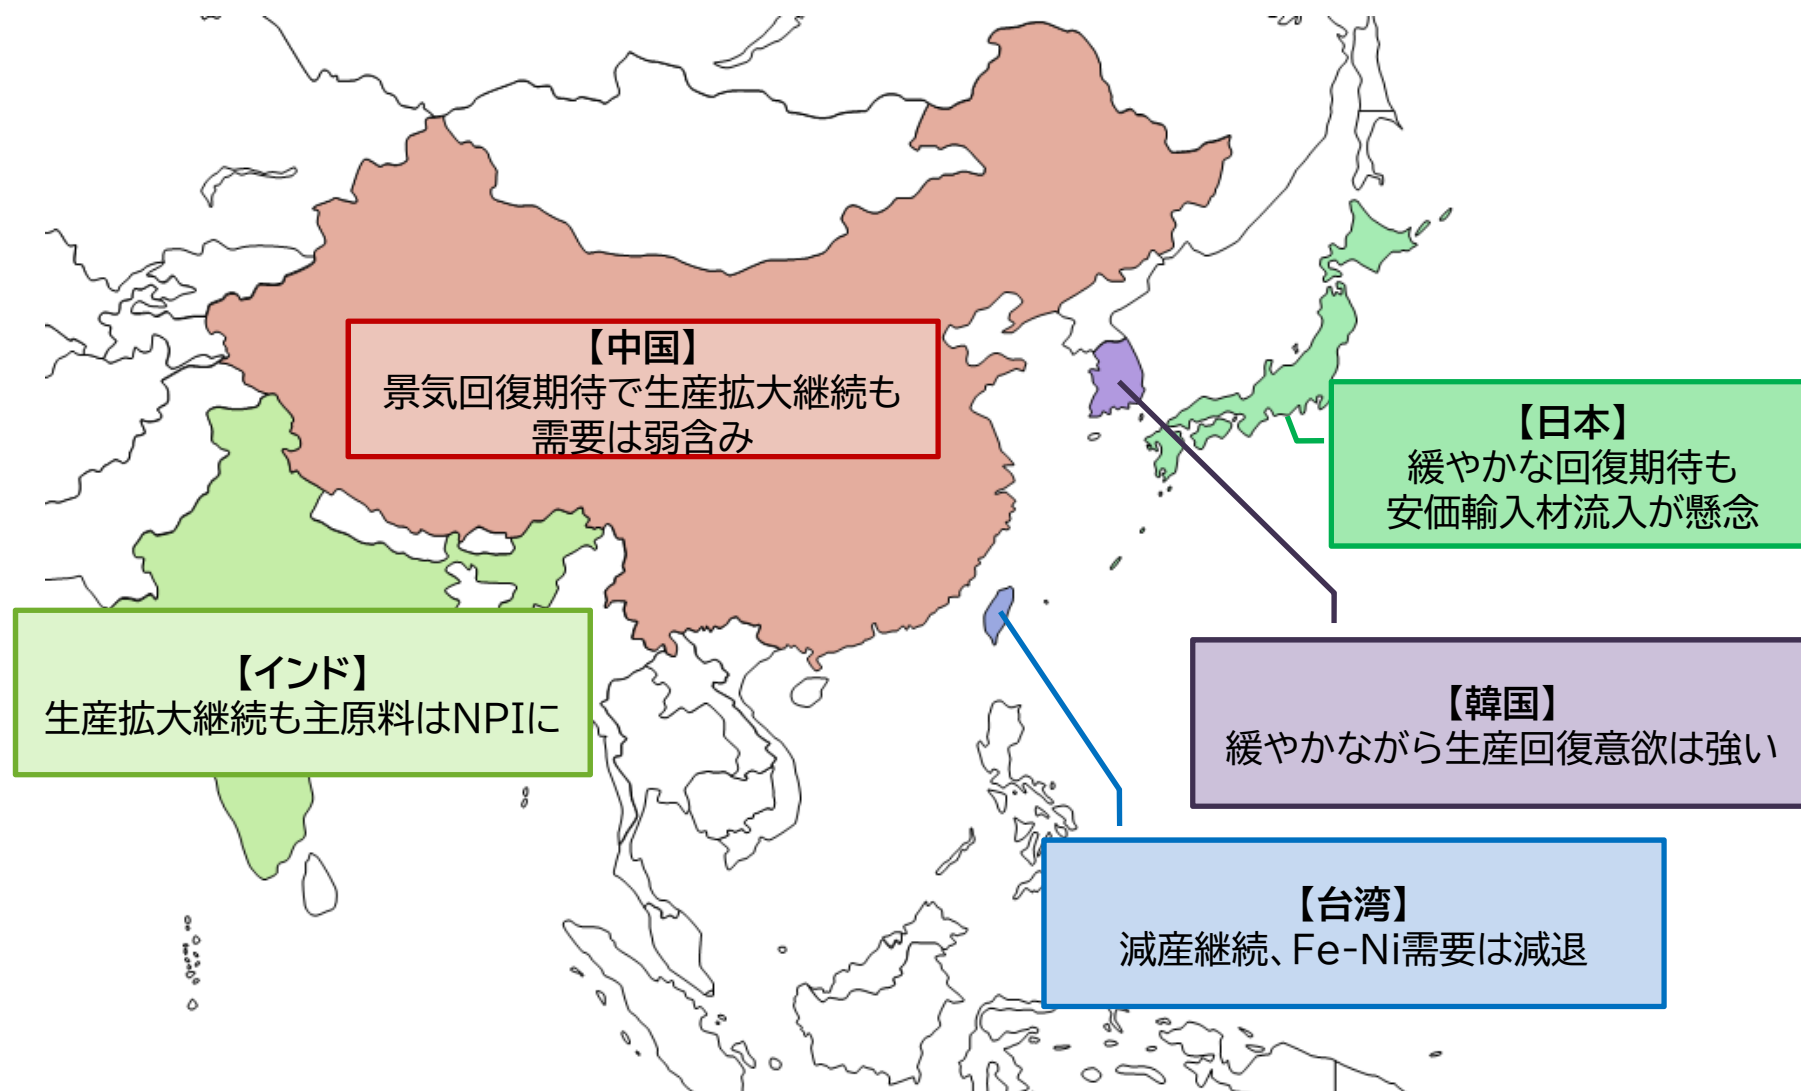 【中国】
景気回復期待で生産拡大継続も
需要は弱含み
【日本】
緩やかな回復期待も
安価輸入材流入が懸念
【インド】
生産拡大継続も主原料はNPIに
【韓国】
緩やかながら生産回復意欲は強い
【台湾】
減産継続、Fe-Ni需要は減退